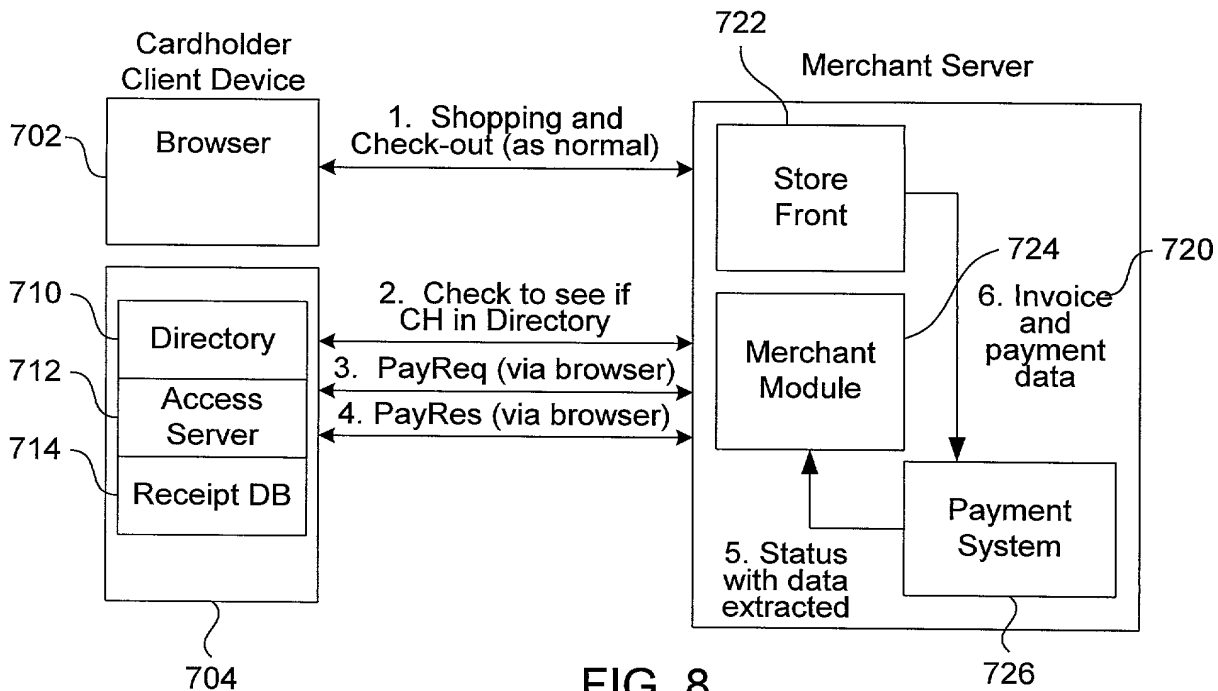 722
Cardholder
Client Device
Merchant Server
702
Browser
1. Shopping and
Check-out (as normal)
Store
Front
724
720
710
Directory
2. Check to see if
CH in Directory
6. Invoice
and
payment
data
Merchant
Module
712
Access
Server
3. PayReq (via browser)
4. PayRes (via browser)
714
Receipt DB
Payment
System
5. Status
with data
extracted
704
FIG. 8
726